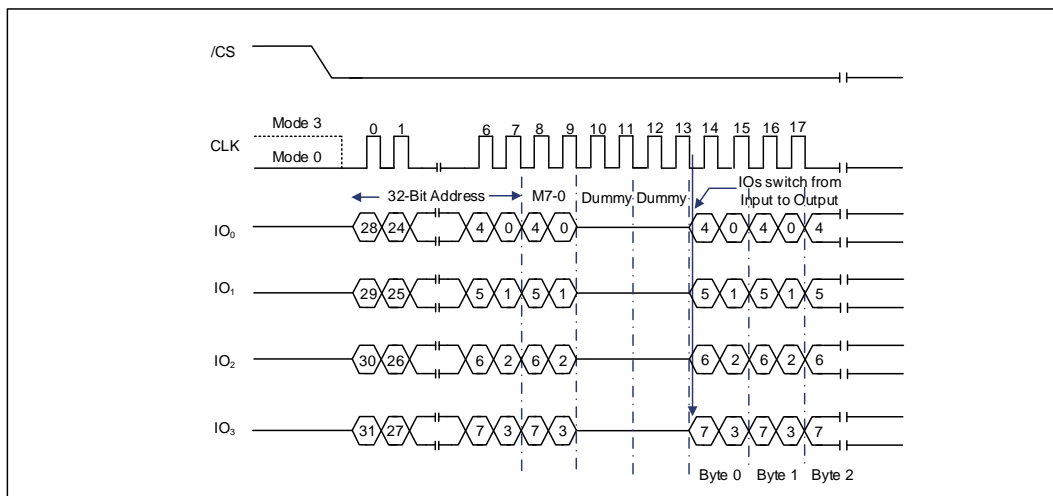 /CS
Mode 3
0 1 6 7 8 9 10 11 12 13 14 15 16 17
CLK
Mode 0
32-Bit Address M7-0 Dummy Dummy IOs switch from
Input to Output
IO₀ 28 24 4 0 4 0 4 0 4 0 4
IO₁ 29 25 5 1 5 1 5 1 5 1 5
IO₂ 30 26 6 2 6 2 6 2 6 2 6
IO₃ 31 27 7 3 7 3 7 3 7 3 7
Byte 0 Byte 1 Byte 2